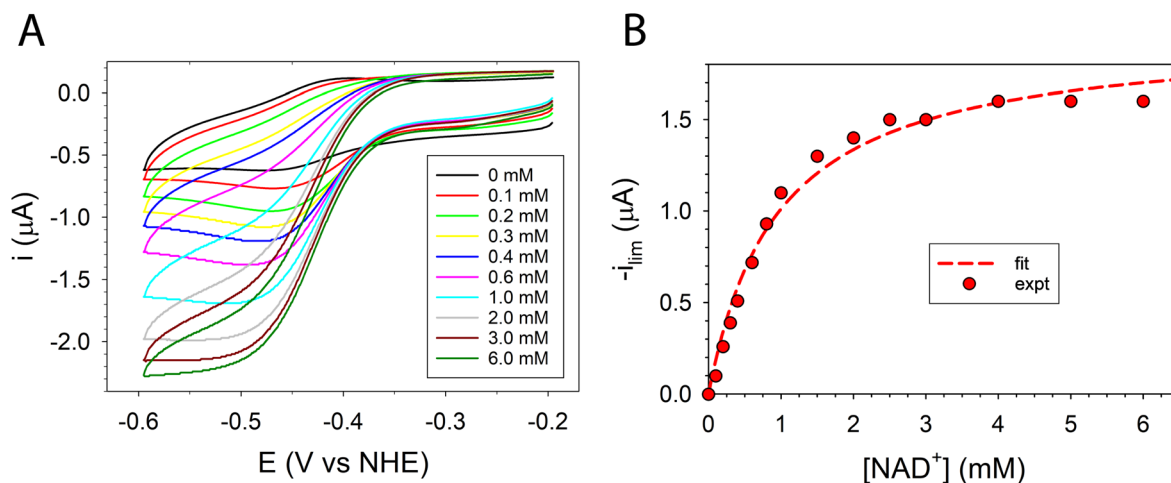 A
i (μA)
0.0
-0.5
-1.0
-1.5
-2.0
-0.6
-0.5
-0.4
-0.3
-0.2
E (V vs NHE)
0 mM
0.1 mM
0.2 mM
0.3 mM
0.4 mM
0.6 mM
1.0 mM
2.0 mM
3.0 mM
6.0 mM
B
-i_lim (μA)
1.5
1.0
0.5
0.0
0
1
2
3
4
5
6
[NAD⁺] (mM)
fit
expt